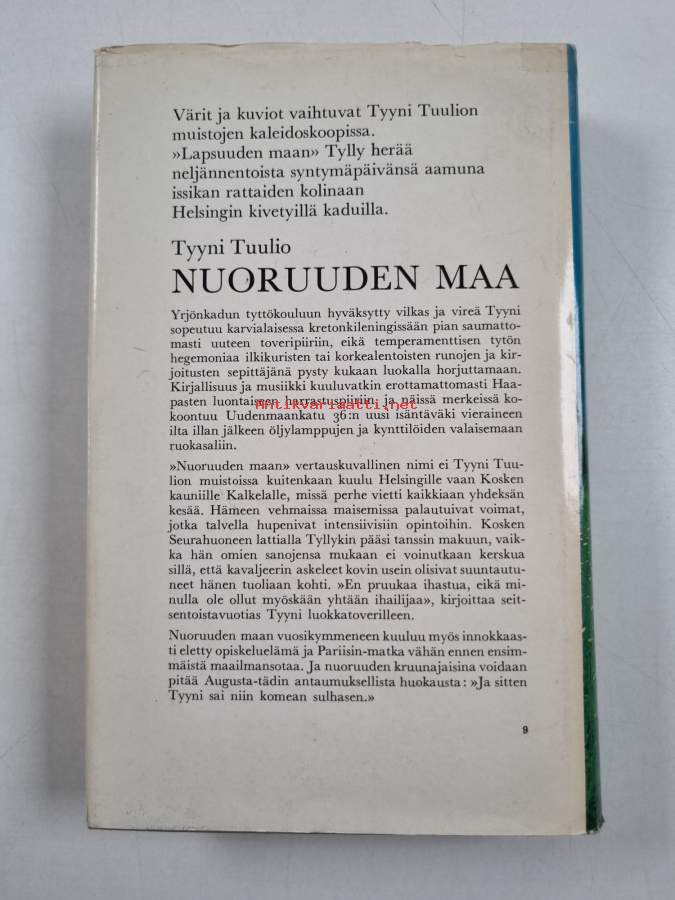 Värit ja kuviot vaihtuvat Tyyni Tuulion
muistojen kaleidoskoopissa.
»Lapsuuden maan» Tylly herää
neljännentoista syntymäpäivänsä aamuna
issikan rattaiden kolinaan
Helsingin kivetyillä kaduilla.
Tyyni Tuulio
NUORUUDEN MAA
Yrjönkadun tyttökouluun hyväksytty vilkas ja vireä Tyyni
sopeutuu karvialaisessa kretonkileningissään pian saumatto-
masti uuteen toveripiiriin, eikä temperamenttisen tytön
hegemoniaa ilkikuristen tai korkealentoisten runojen ja kir-
joitusten sepittäjänä pysty kukaan luokalla horjuttamaan.
Kirjallisuus ja musiikki kuuluvatkin erottamattomasti Haa-
pasten luontaiseen harrastuspiiriin, ja näissä merkeissä ko-
Antikvariaatti.net
koontuu Uudenmaankatu 36:n uusi isäntäväki vieraineen
ilta illan jälkeen öljylamppujen ja kynttilöiden valaisemaan
ruokasaliin.
»Nuoruuden maan» vertauskuvallinen nimi ei Tyyni Tuu-
lion muistoissa kuitenkaan kuulu Helsingille vaan Kosken
kauniille Kalkelalle, missä perhe vietti kaikkiaan yhdeksän
kesää. Hämeen vehmaissa maisemissa palautuivat voimat,
jotka talvella hupenivat intensiivisiin opintoihin. Kosken
Seurahuoneen lattialla Tyllykin pääsi tanssin makuun, vaik-
ka hän omien sanojensa mukaan ei voinutkaan kerskua
sillä, että kavaljeerin askeleet kovin usein olisivat suuntautu-
neet hänen tuoliaan kohti. »En pruukaa ihastua, eikä mi-
nulla ole ollut myöskään yhtään ihailijaa», kirjoittaa seit-
sentoistavuotias Tyyni luokkatoverilleen.
Nuoruuden maan vuosikymmeneen kuuluu myös innokkaas-
ti eletty opiskeluelämä ja Pariisin-matka vähän ennen ensim-
mäistä maailmansotaa. Ja nuoruuden kruunajaisina voidaan
pitää Augusta-tädin antaumuksellista huokausta: »Ja sitten
Tyyni sai niin komean sulhasen.»
9